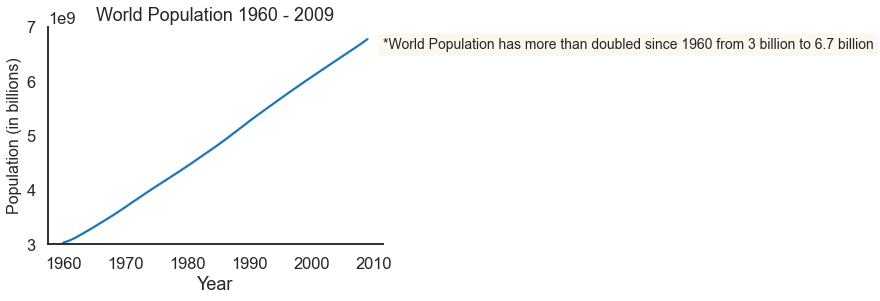 World Population 1960 - 2009
1e9
*World Population has more than doubled since 1960 from 3 billion to 6.7 billion
Population (in billions)
7
6
5
4
3
1960 1970 1980 1990 2000 2010
Year